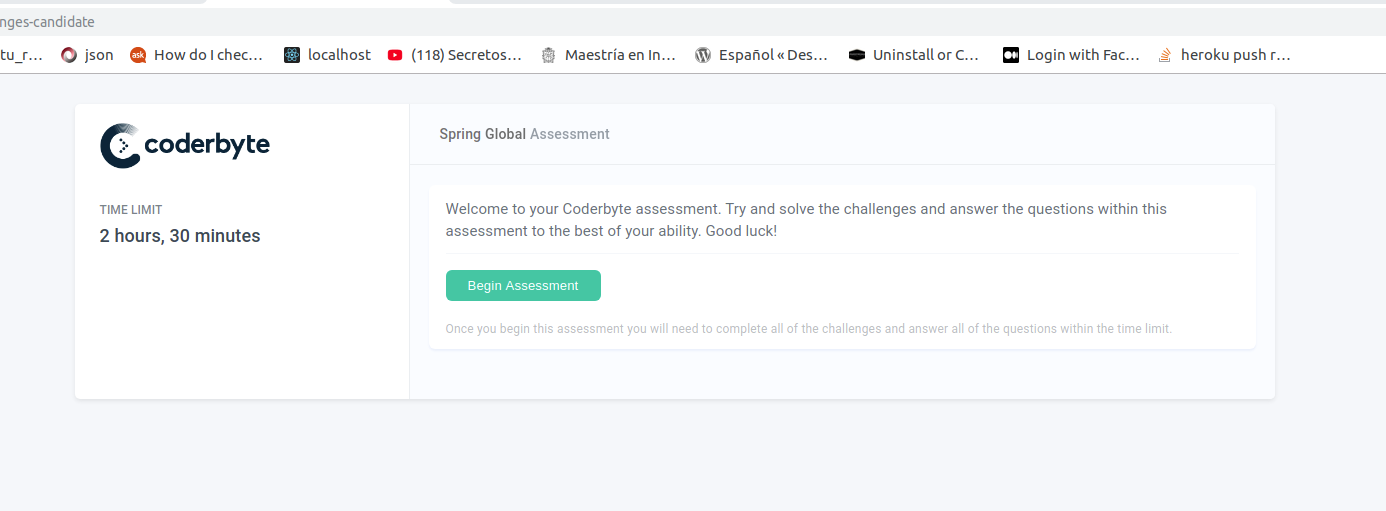 nges-candidate
tu_r… json How do I chec… localhost (118) Secretos… Maestría en In… Español « Des… Uninstall or C… Login with Fac… heroku push r…
coderbyte
Spring Global Assessment
TIME LIMIT
2 hours, 30 minutes
Welcome to your Coderbyte assessment. Try and solve the challenges and answer the questions within this
assessment to the best of your ability. Good luck!
Begin Assessment
Once you begin this assessment you will need to complete all of the challenges and answer all of the questions within the time limit.